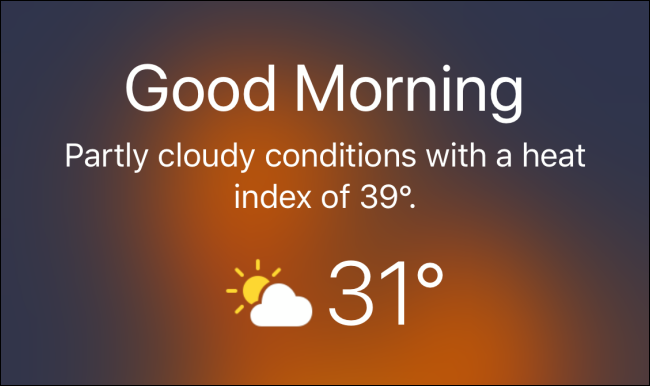 Good Morning
Partly cloudy conditions with a heat
index of 39°.
31°